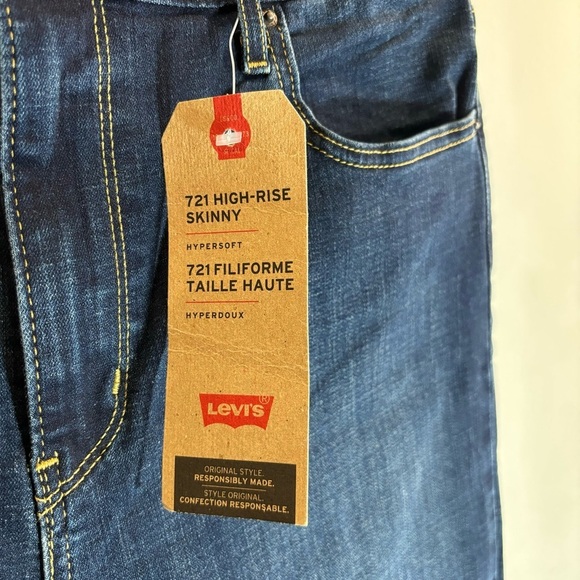 721 HIGH-RISE
SKINNY
HYPERSOFT
721 FILIFORME
TAILLE HAUTE
HYPERDOUX
LEVI'S®
ORIGINAL STYLE.
RESPONSIBLY MADE.
STYLE ORIGINAL.
CONFECTION RESPONSABLE.